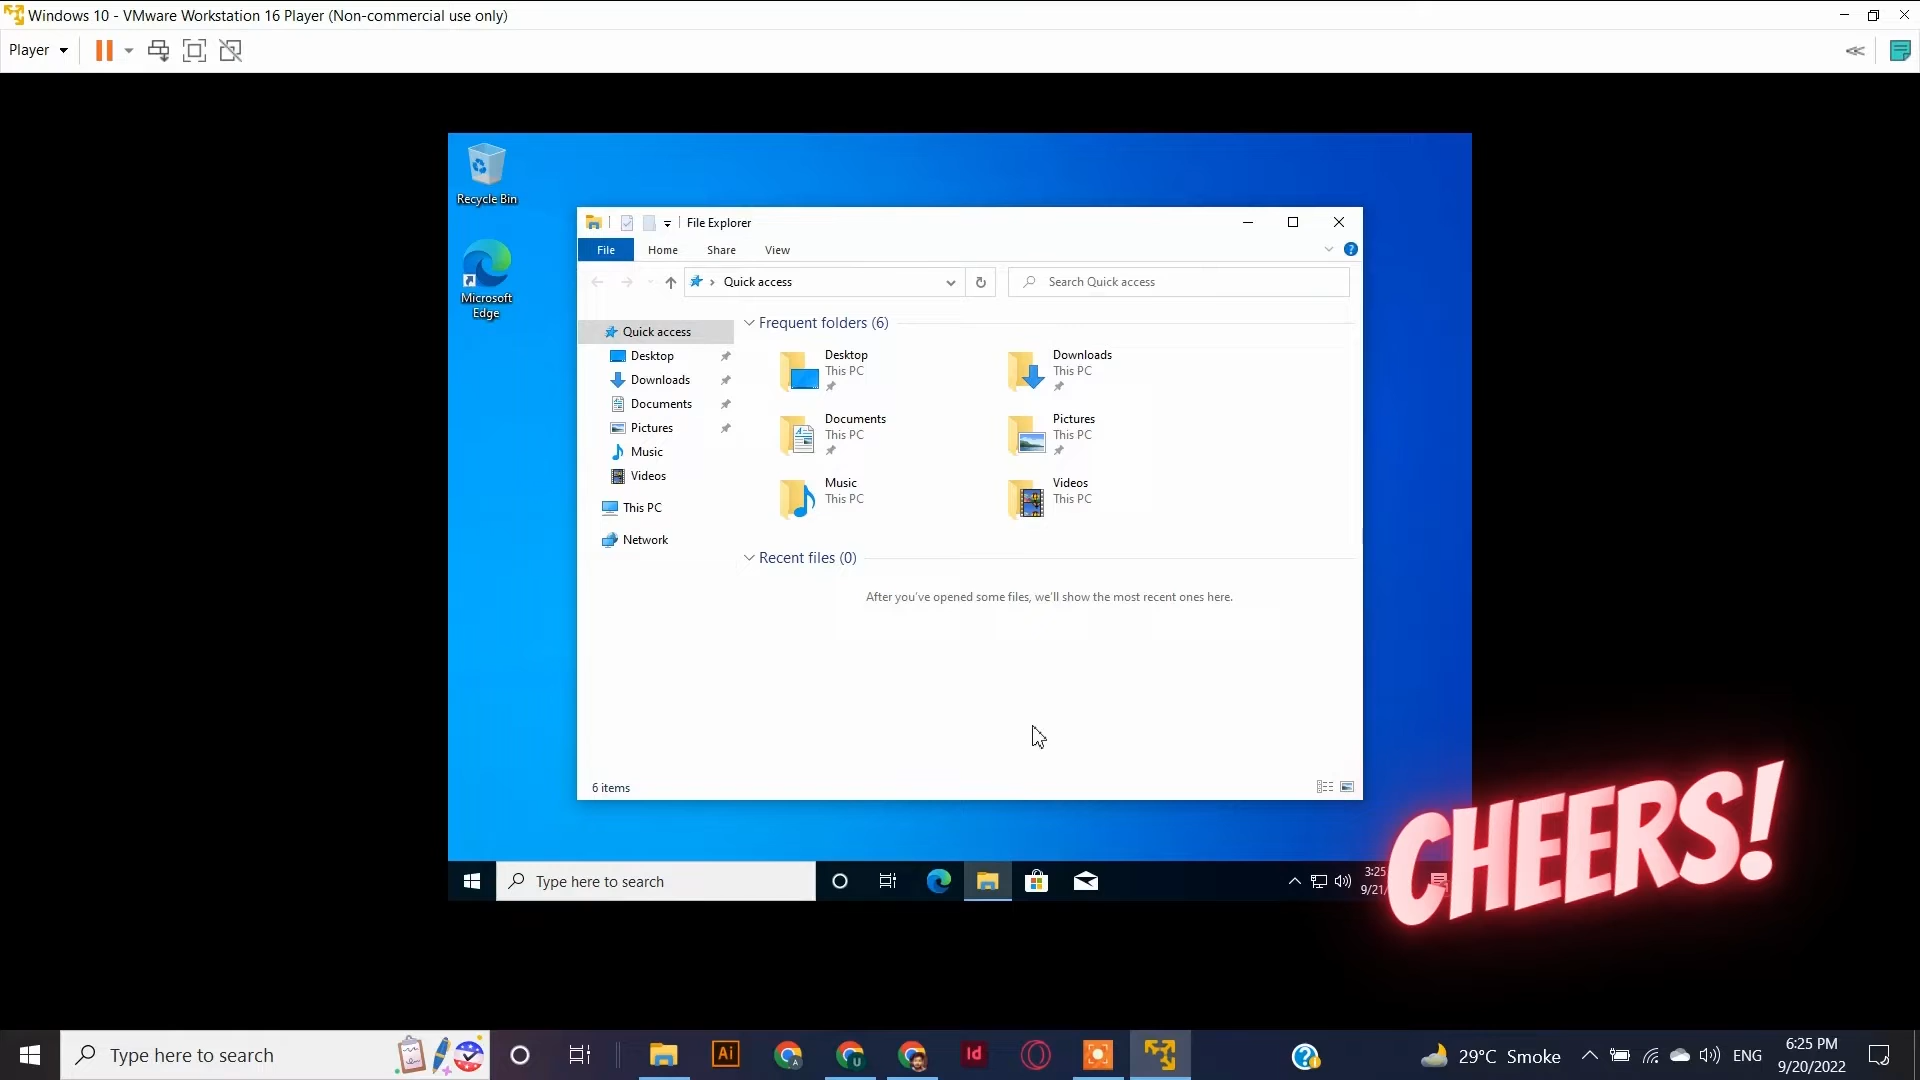 Windows 10 - VMware Workstation 16 Player (Non-commercial use only)
Player
Recycle Bin
Microsoft
Edge
File Explorer
File Home Share View
Quick access
Search Quick access
Quick access
Desktop
Downloads
Documents
Pictures
Music
Videos
This PC
Network
Frequent folders (6)
Desktop
This PC
Downloads
This PC
Documents
This PC
Pictures
This PC
Music
This PC
Videos
This PC
Recent files (0)
After you've opened some files, we'll show the most recent ones here.
6 items
CHEERS!
Type here to search
3:25
9/21/
Type here to search
Ai
A
U
Id
29°C Smoke
ENG
6:25 PM
9/20/2022